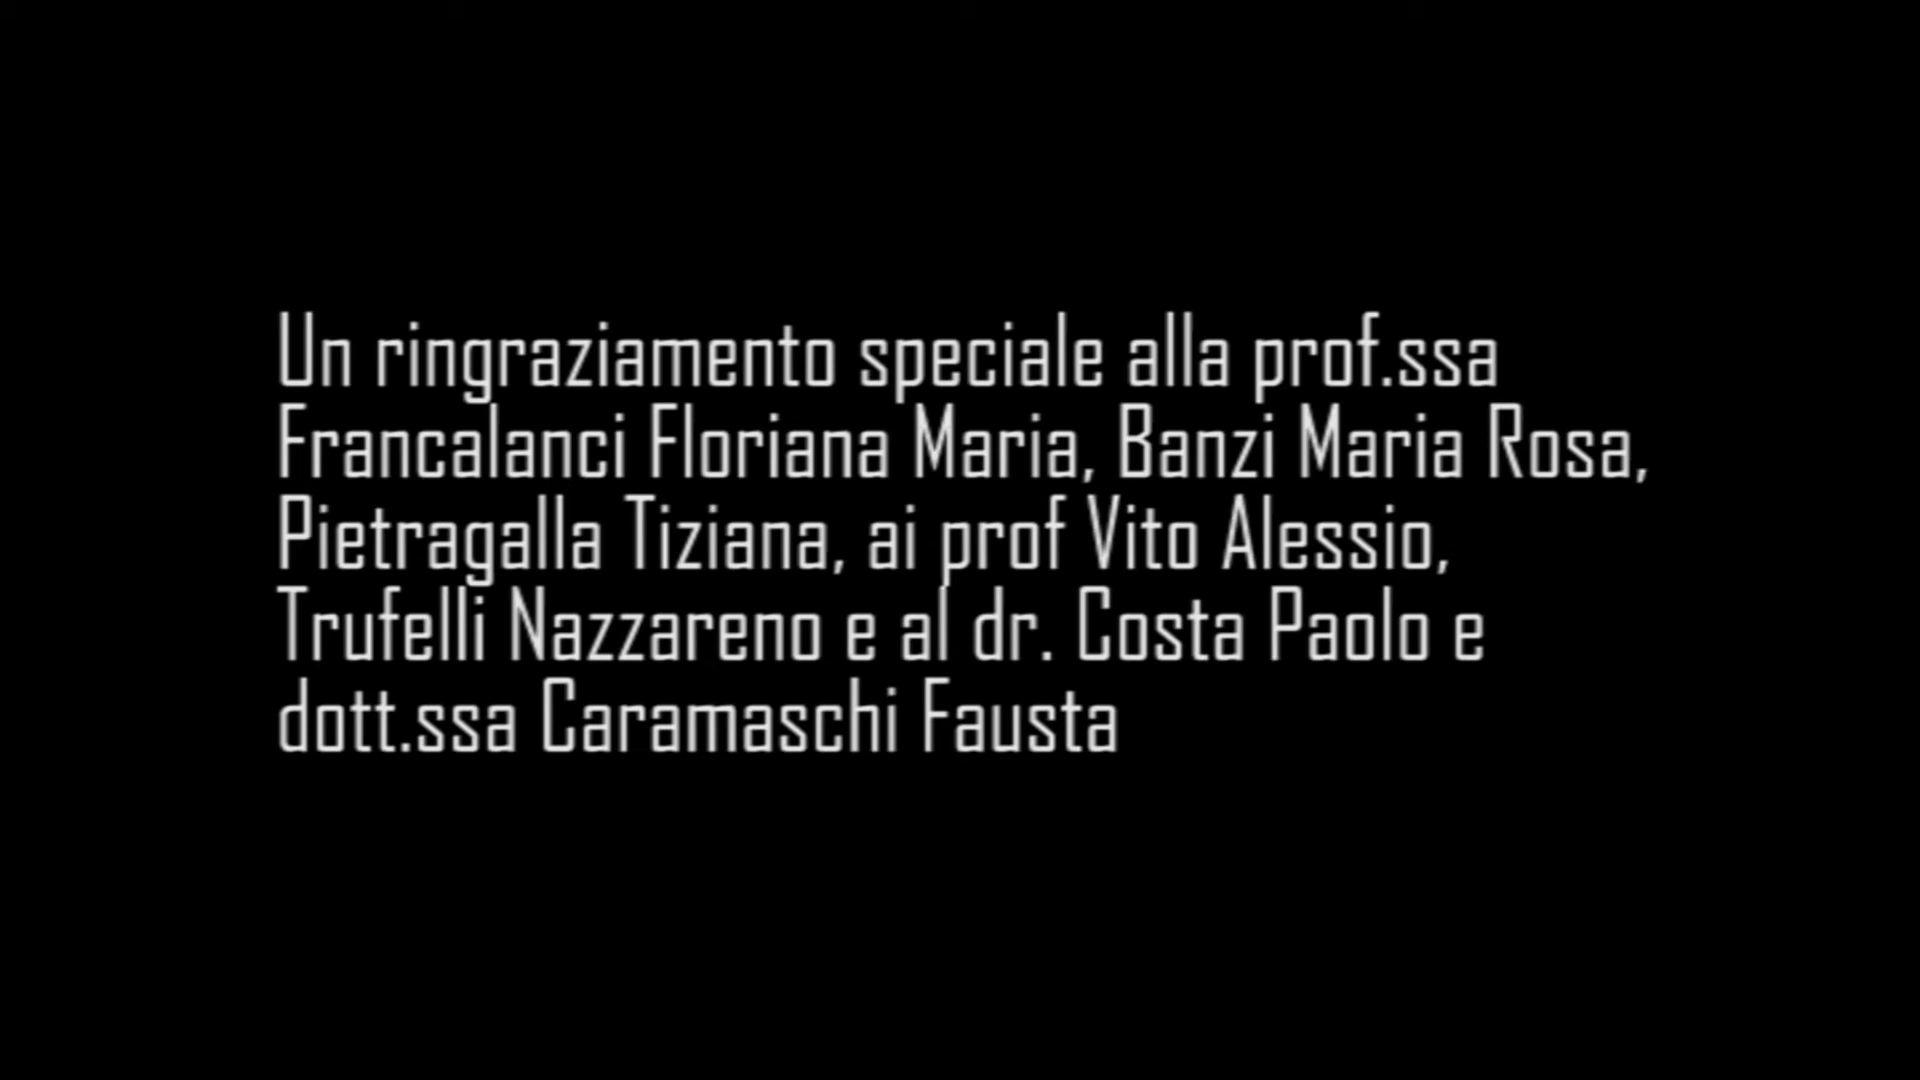 Un ringraziamento speciale alla prof.ssa
Francalanci Floriana Maria, Banzi Maria Rosa,
Pietragalla Tiziana, ai prof Vito Alessio,
Trufelli Nazzareno e al dr. Costa Paolo e
dott.ssa Caramaschi Fausta